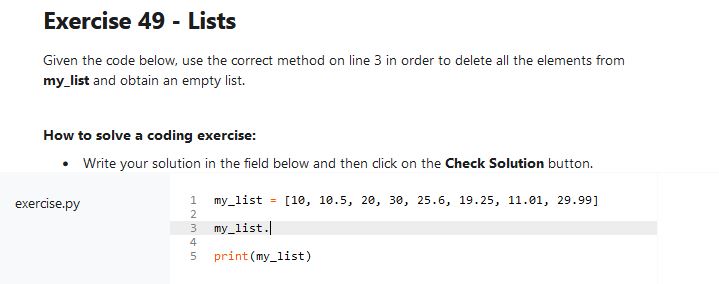 Exercise 49 - Lists
Given the code below, use the correct method on line 3 in order to delete all the elements from
my_list and obtain an empty list.
How to solve a coding exercise:
• Write your solution in the field below and then click on the Check Solution button.
exercise.py
1 my_list = [10, 10.5, 20, 30, 25.6, 19.25, 11.01, 29.99]
2
3 my_list.
4
5 print(my_list)